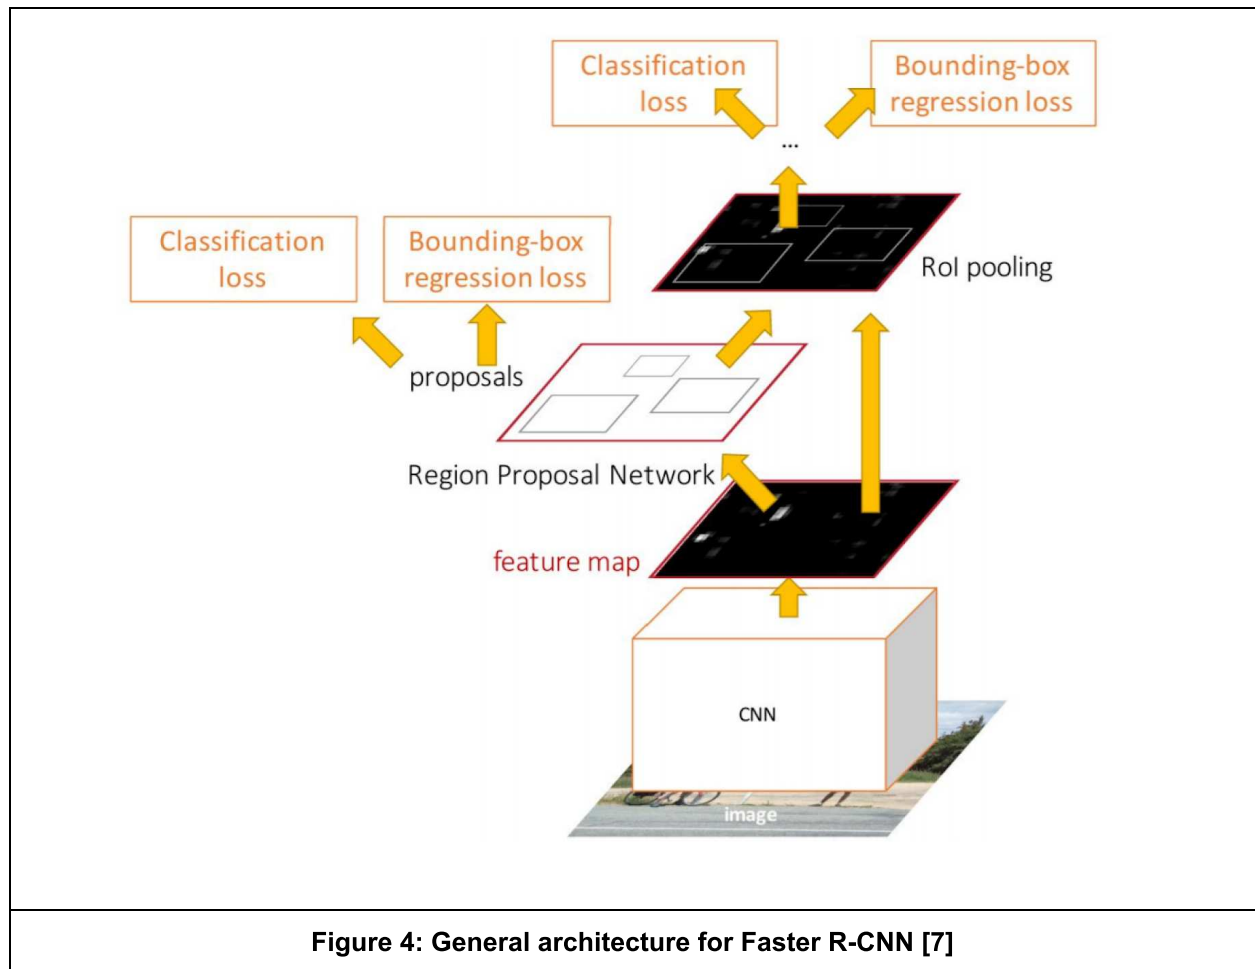 Classification
loss
Bounding-box
regression loss
...
Classification
loss
Bounding-box
regression loss
RoI pooling
proposals
Region Proposal Network
feature map
CNN
image
Figure 4: General architecture for Faster R-CNN [7]